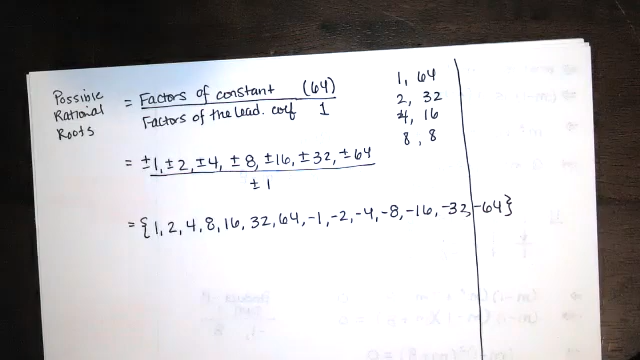 Possible
Rational
Roots
= Factors of constant (64)
Factors of the lead. coef 1
1, 64
2, 32
4, 16
8, 8
= ±1, ±2, ±4, ±8, ±16, ±32, ±64
±1
= {1, 2, 4, 8, 16, 32, 64, -1, -2, -4, -8, -16, -32, -64}